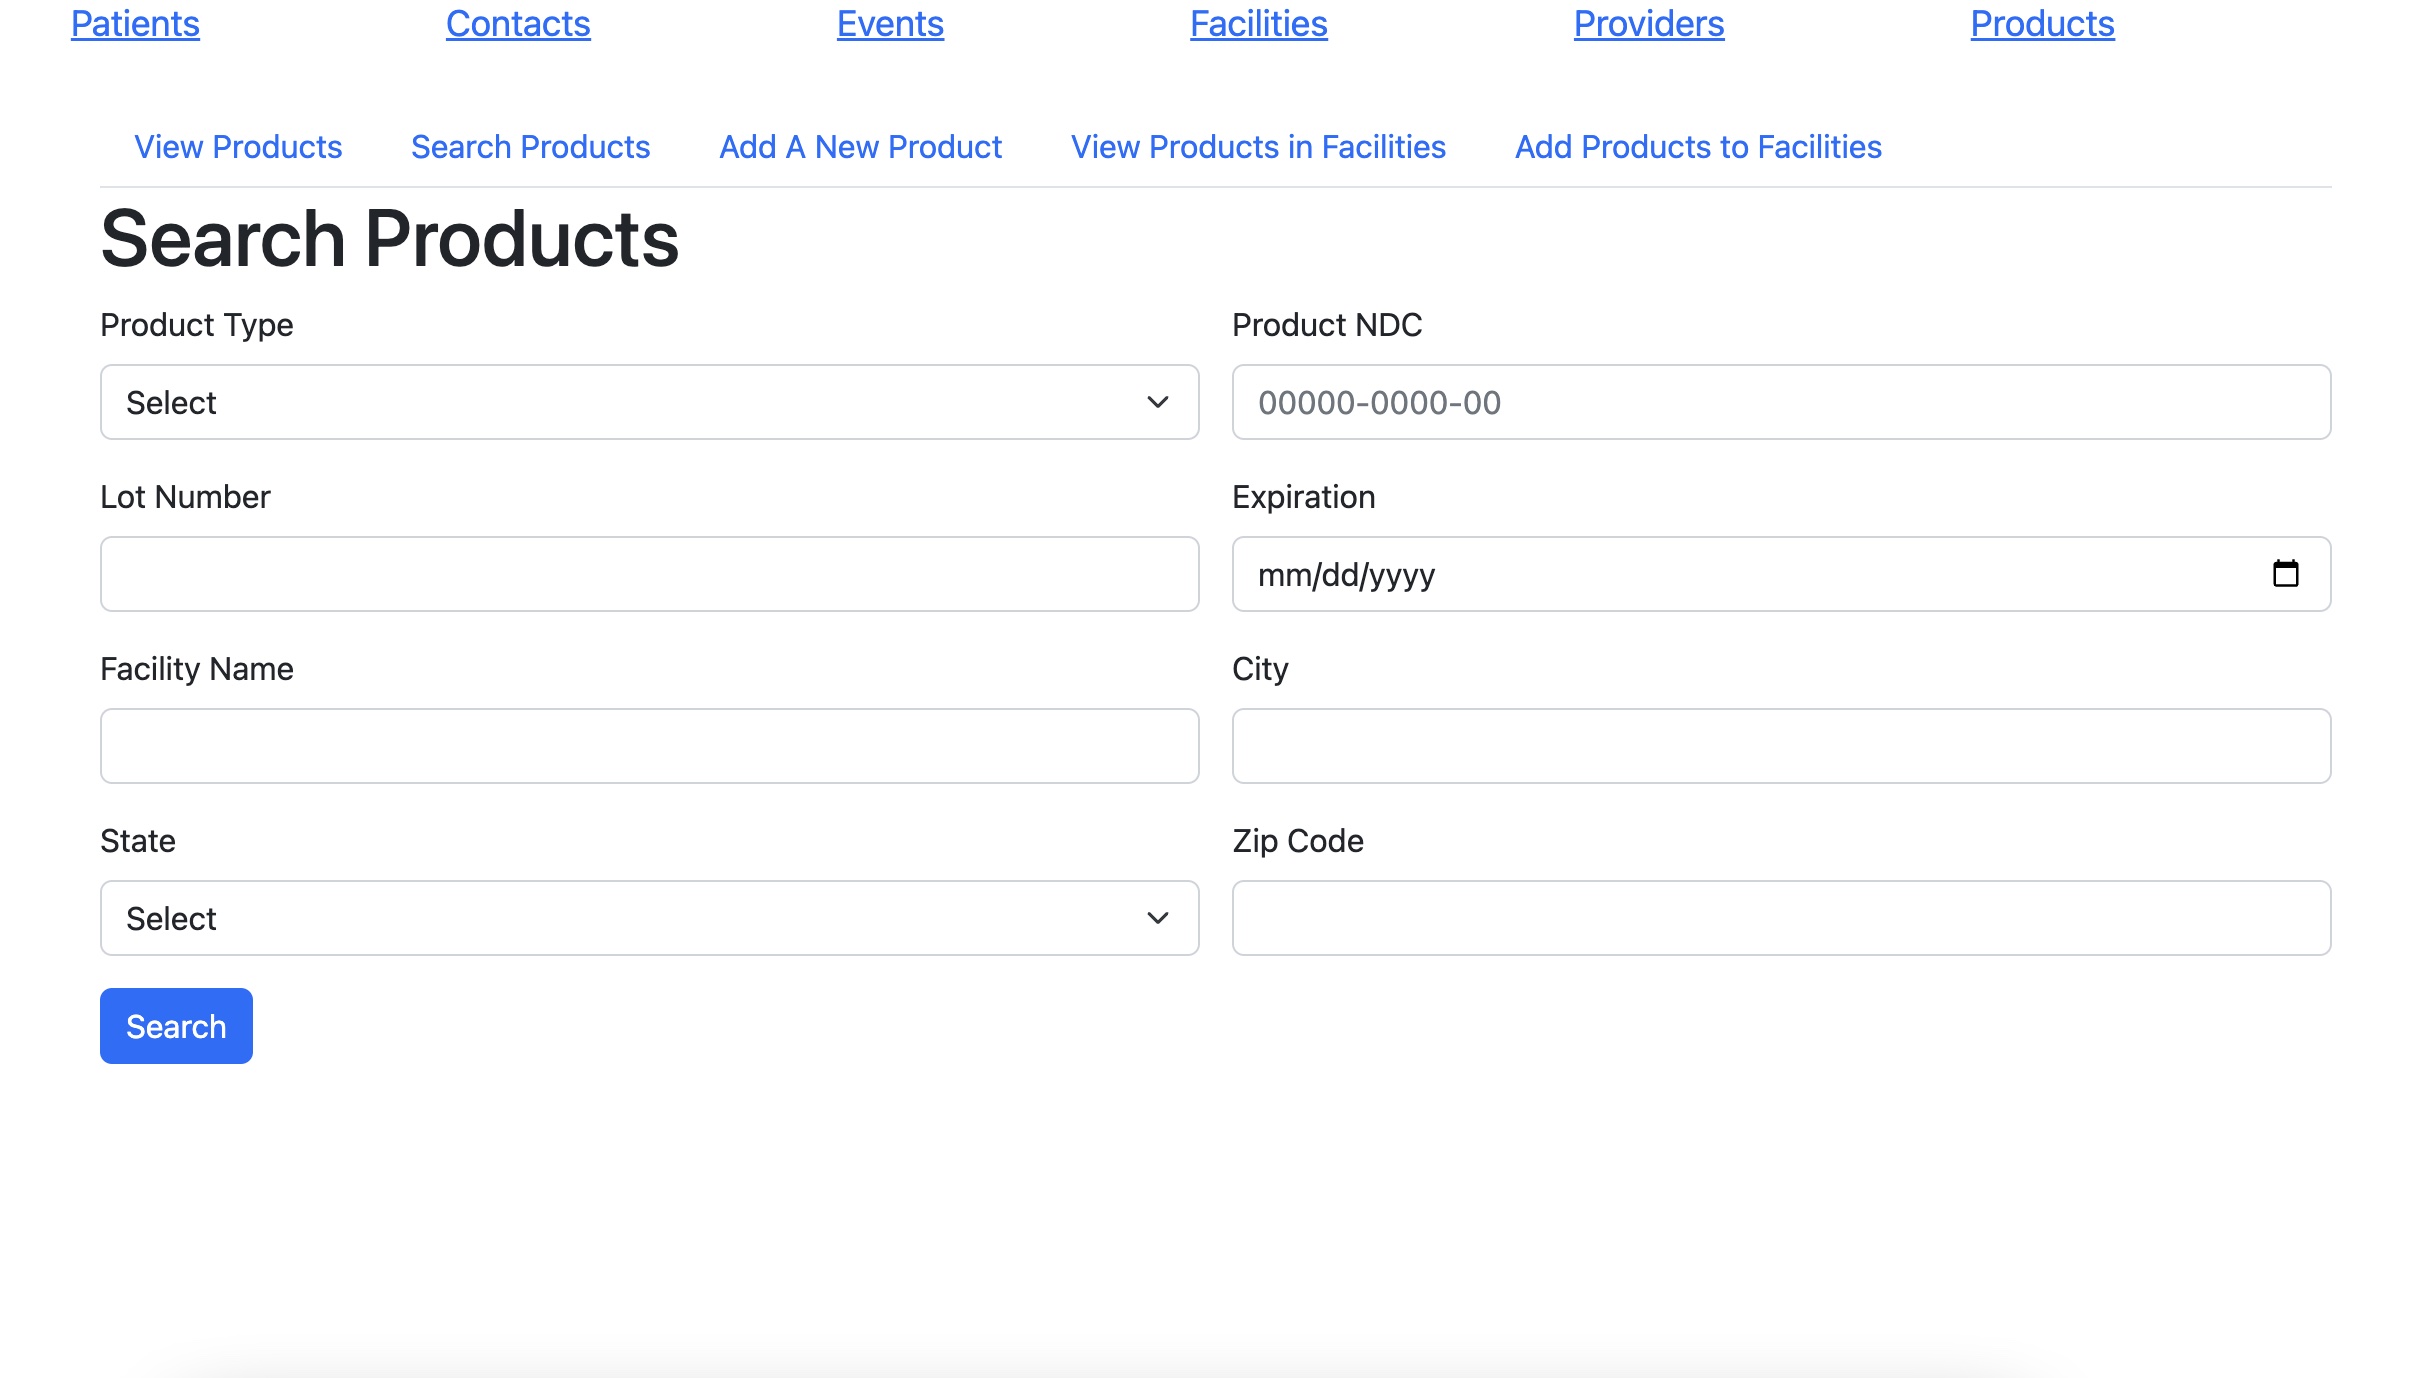 Patients Contacts Events Facilities Providers Products
View Products Search Products Add A New Product View Products in Facilities Add Products to Facilities
Search Products
Product Type Product NDC
Select 00000-0000-00
Lot Number Expiration
mm/dd/yyyy
Facility Name City
State Zip Code
Select
Search